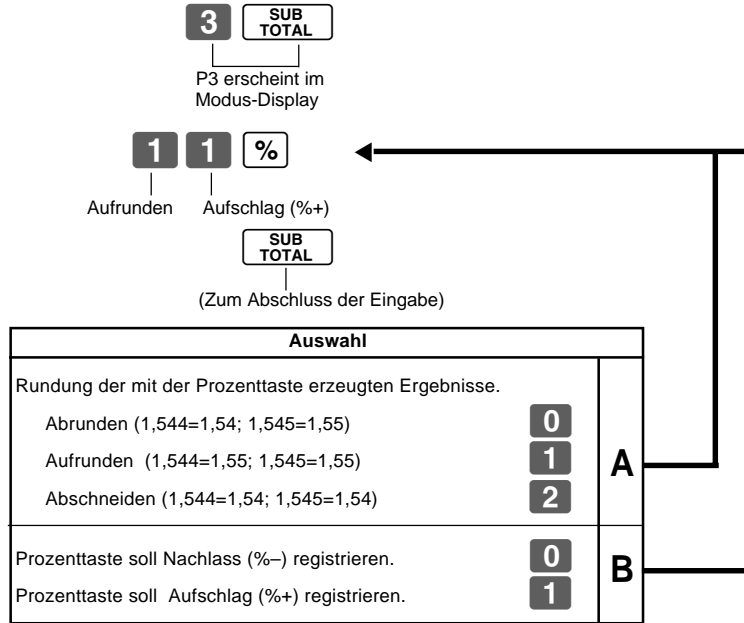 3 SUB TOTAL
P3 erscheint im
Modus-Display
1 1 %
Aufrunden Aufschlag (%+)
SUB TOTAL
(Zum Abschluss der Eingabe)
Auswahl
Rundung der mit der Prozenttaste erzeugten Ergebnisse.
Abrunden (1,544=1,54; 1,545=1,55) 0
Aufrunden (1,544=1,55; 1,545=1,55) 1
Abschneiden (1,544=1,54; 1,545=1,54) 2
A
Prozenttaste soll Nachlass (%–) registrieren. 0
Prozenttaste soll Aufschlag (%+) registrieren. 1
B